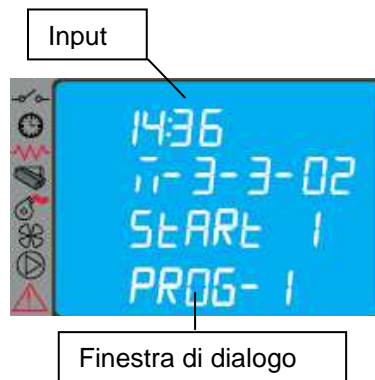 Input
14:36
n-3-3-02
StARt 1
PROG- 1
Finestra di dialogo